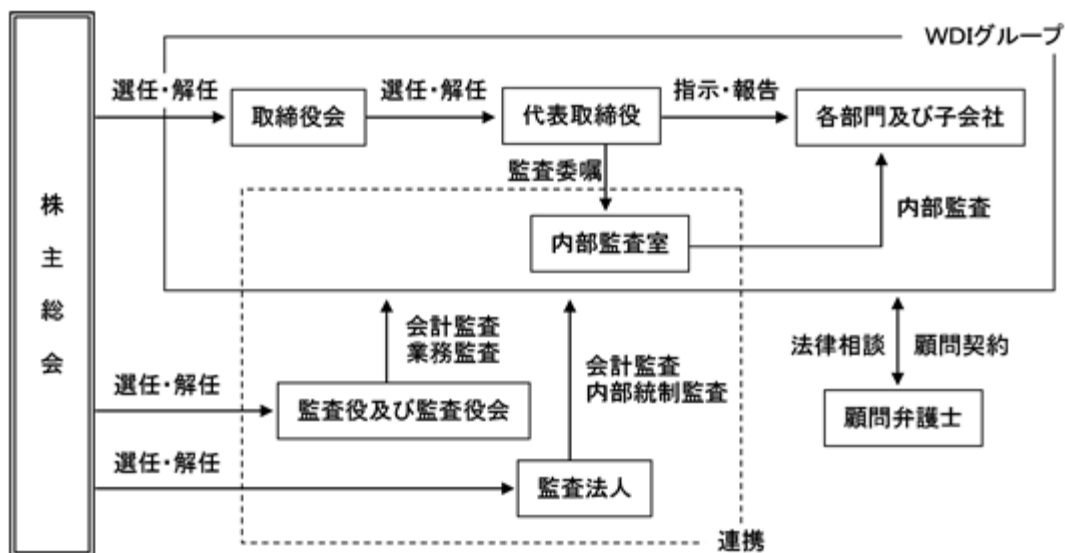 WDIグループ
選任・解任
選任・解任
指示・報告
取締役会
代表取締役
各部門及び子会社
監査委嘱
株主総会
内部監査室
内部監査
会計監査
業務監査
会計監査
内部統制監査
法律相談
顧問契約
選任・解任
監査役及び監査役会
顧問弁護士
選任・解任
監査法人
連携